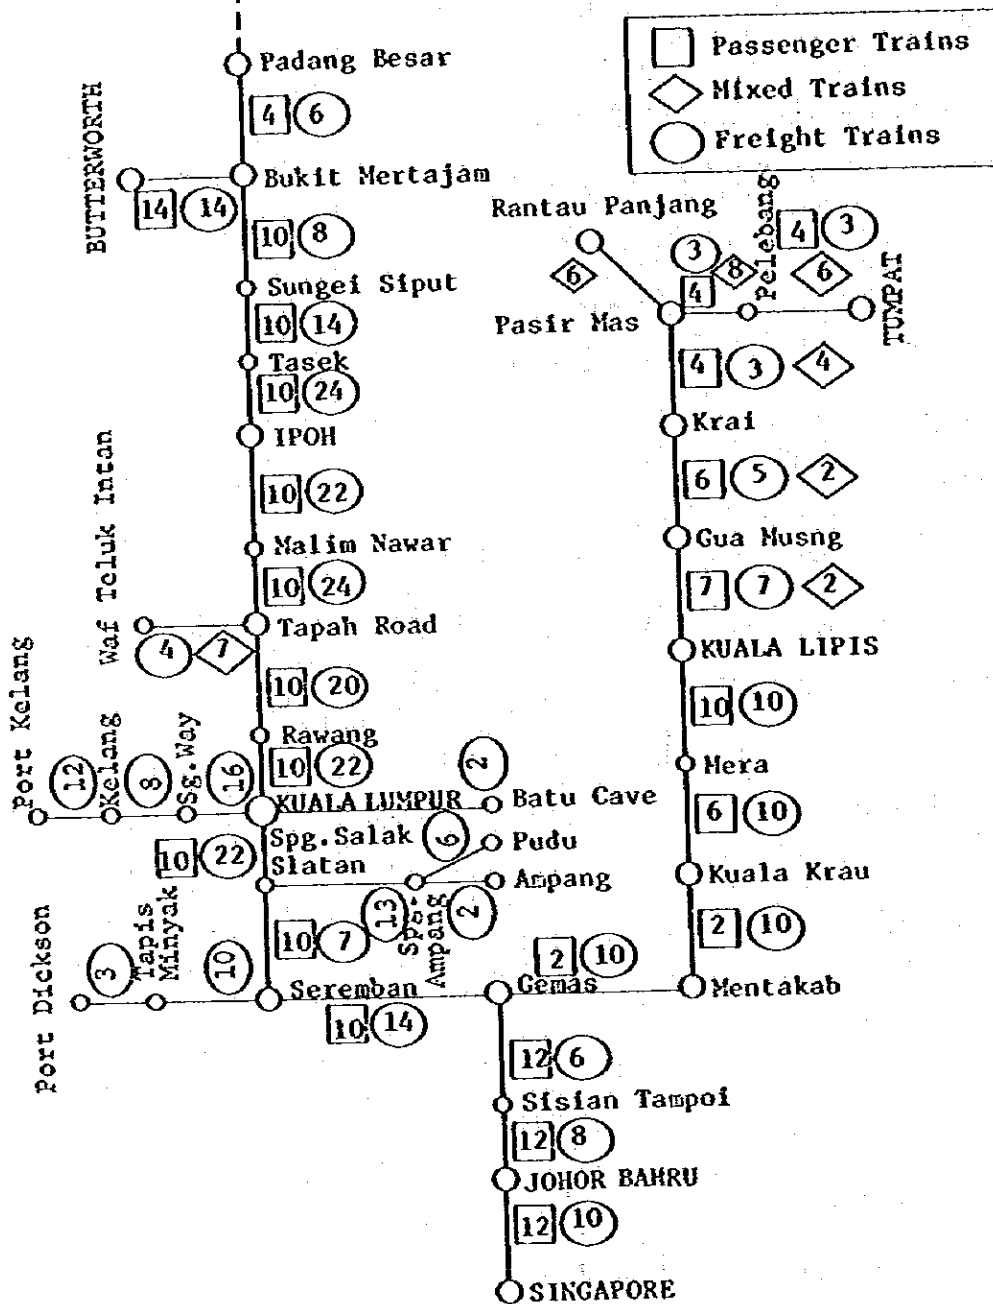 Passenger Trains
Mixed Trains
Freight Trains
Padang Besar
4 6
BUTTERWORTH
Bukit Mertajam
14 14
10 8
Sungei Siput
10 14
Tasek
10 24
IPOH
10 22
Malim Nawar
10 24
Waf Teluk Intan
Tapah Road
4 7
10 20
Rawang
10 22
Port Kelang
12
Kelang
8
Sg.Way
16
KUALA LUMPUR
2
Batu Cave
10 22
Spg.Salak
Slatan
6
Pudu
Ampang
13
Spa-
Ampang
2
10 7
Port Dickson
3
Tapis
Minyak
10
Seremban
10 14
Gemas
2 10
Mentakab
12 6
Sisian Tampoi
12 8
JOHOR BAHRU
12 10
SINGAPORE
Rantau Panjang
6
Pasir Mas
3
8
4
Pelebang
4 3
6
TUMPAT
4 3 4
Krai
6 5 2
Gua Musng
7 7 2
KUALA LIPIS
10 10
Mera
6 10
Kuala Krau
2 10